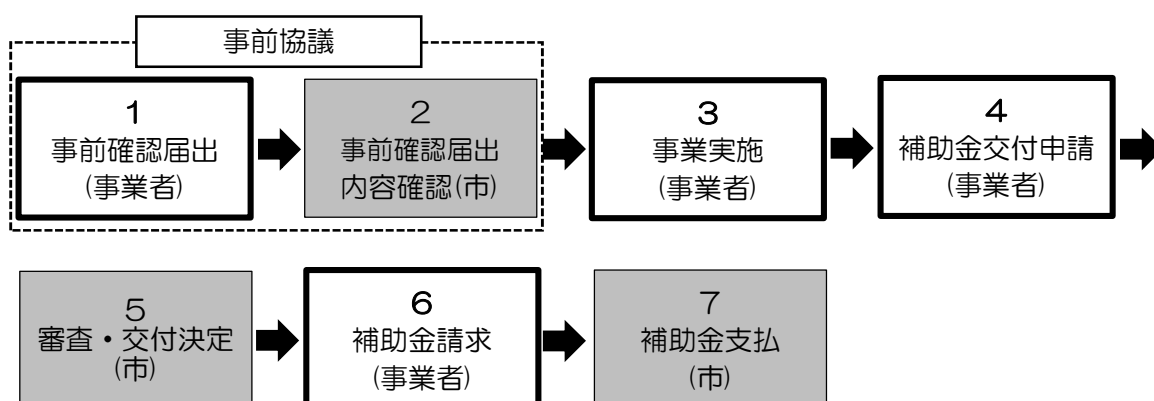 事前協議
1
事前確認届出
(事業者)
2
事前確認届出
内容確認(市)
3
事業実施
(事業者)
4
補助金交付申請
(事業者)
5
審査・交付決定
(市)
6
補助金請求
(事業者)
7
補助金支払
(市)